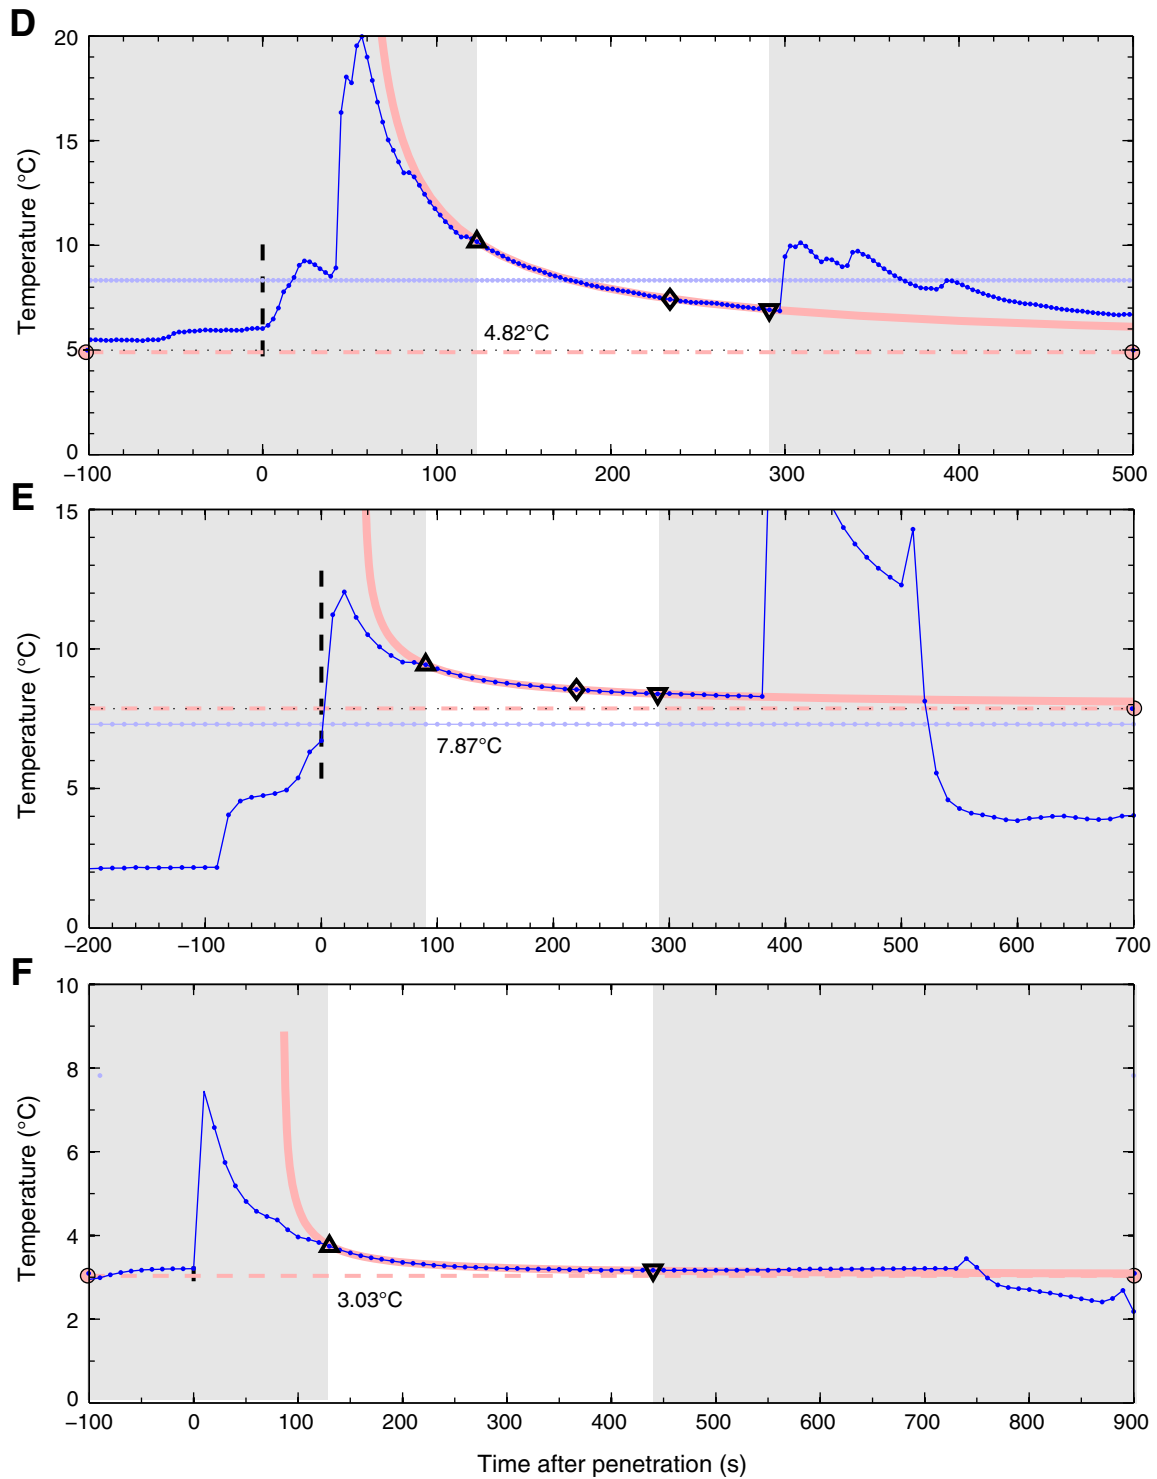 D
20
15
10
5
0
Temperature (°C)
4.82°C
−100 0 100 200 300 400 500
E
15
10
5
0
Temperature (°C)
7.87°C
−200 −100 0 100 200 300 400 500 600 700
F
10
8
6
4
2
0
Temperature (°C)
3.03°C
−100 0 100 200 300 400 500 600 700 800 900
Time after penetration (s)